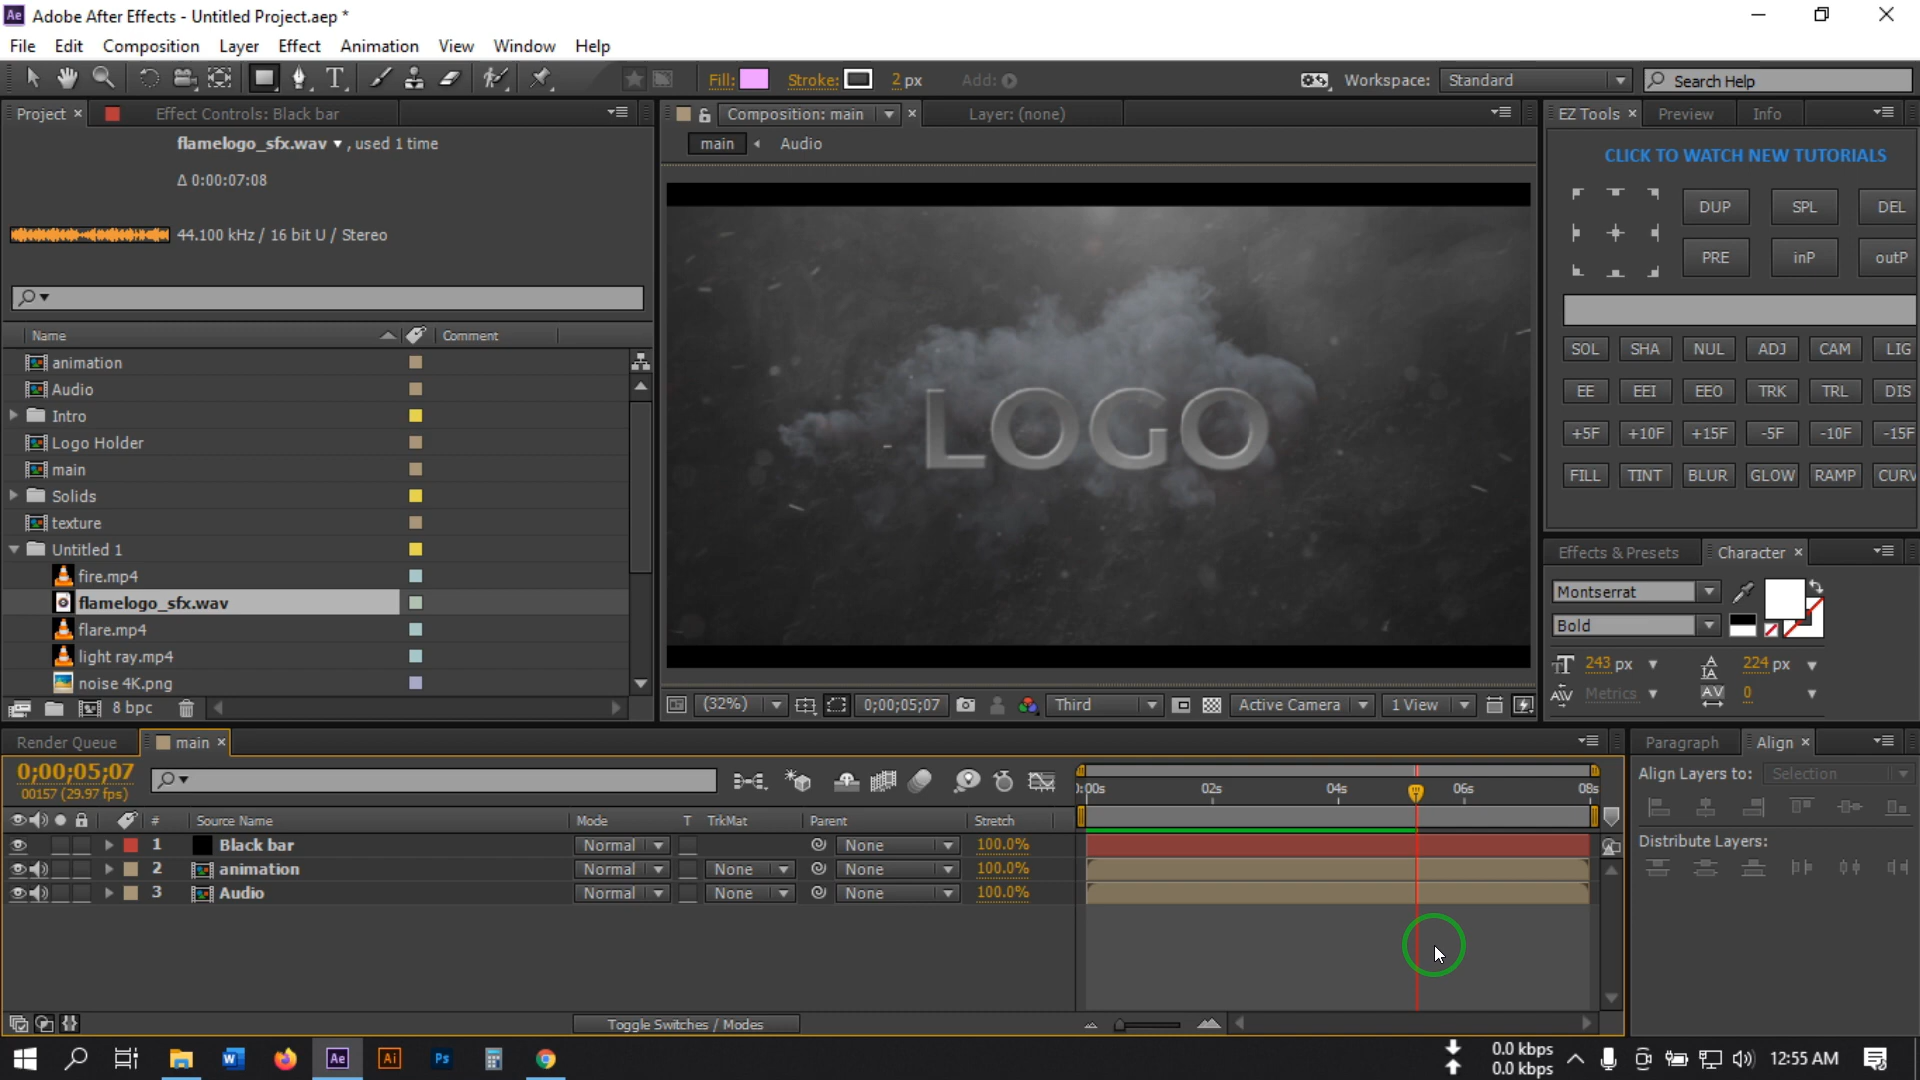 Ae Adobe After Effects - Untitled Project.aep *
File Edit Composition Layer Effect Animation View Window Help
T Fill: Stroke: 2 px Add: Workspace: Standard Search Help
Project × Effect Controls: Black bar
flamelogo_sfx.wav ▼ , used 1 time
Δ 0:00:07:08
44.100 kHz / 16 bit U / Stereo
Name Comment
animation
Audio
Intro
Logo Holder
main
Solids
texture
Untitled 1
fire.mp4
flamelogo_sfx.wav
flare.mp4
light ray.mp4
noise 4K.png
8 bpc
Composition: main × Layer: (none)
main Audio
LOGO
(32%) 0;00;05;07 Third Active Camera 1 View
EZ Tools × Preview Info
CLICK TO WATCH NEW TUTORIALS
DUP SPL DEL
PRE inP outP
SOL SHA NUL ADJ CAM LIG
EE EEI EEO TRK TRL DIS
+5F +10F +15F -5F -10F -15F
FILL TINT BLUR GLOW RAMP CURV
Effects & Presets Character ×
Montserrat
Bold
243 px 224 px
Metrics 0
Render Queue main ×
0;00;05;07
00157 (29.97 fps)
):00s 02s 04s 06s 08s
# Source Name Mode T TrkMat Parent Stretch
1 Black bar Normal None 100.0%
2 animation Normal None None 100.0%
3 Audio Normal None None 100.0%
Toggle Switches / Modes
Paragraph Align ×
Align Layers to: Selection
Distribute Layers:
Ae Ai Ps
0.0 kbps
0.0 kbps
12:55 AM